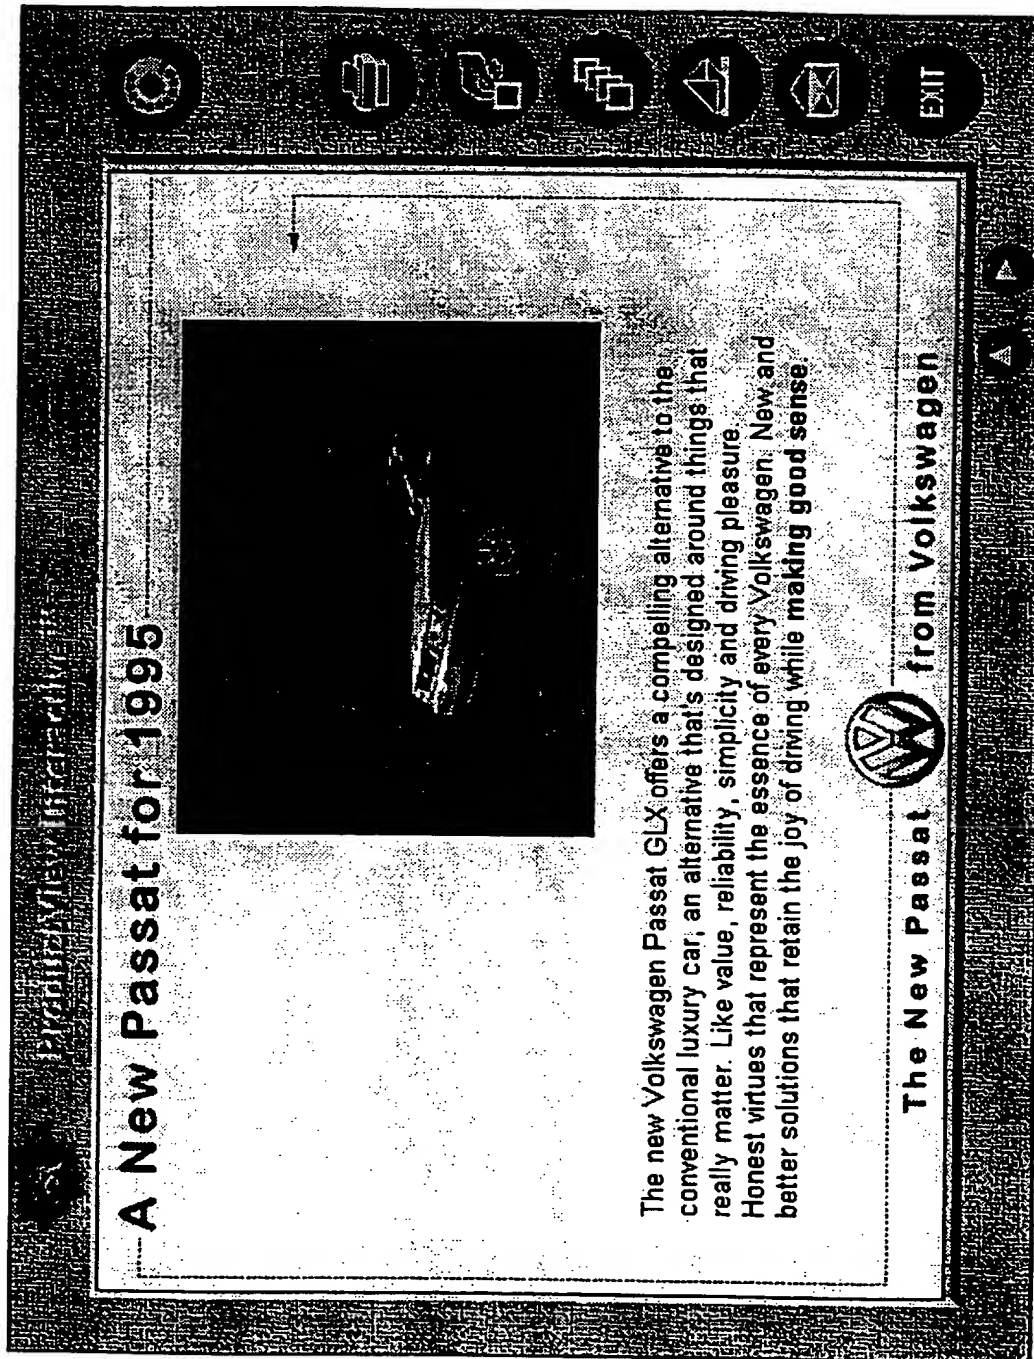 A New Passat for 1995
The new Volkswagen Passat GLX offers a compelling alternative to the
conventional luxury car, an alternative that's designed around things that
really matter. Like value, reliability, simplicity and driving pleasure.
Honest virtues that represent the essence of every Volkswagen. New and
better solutions that retain the joy of driving while making good sense.
The New Passat from Volkswagen
EXIT